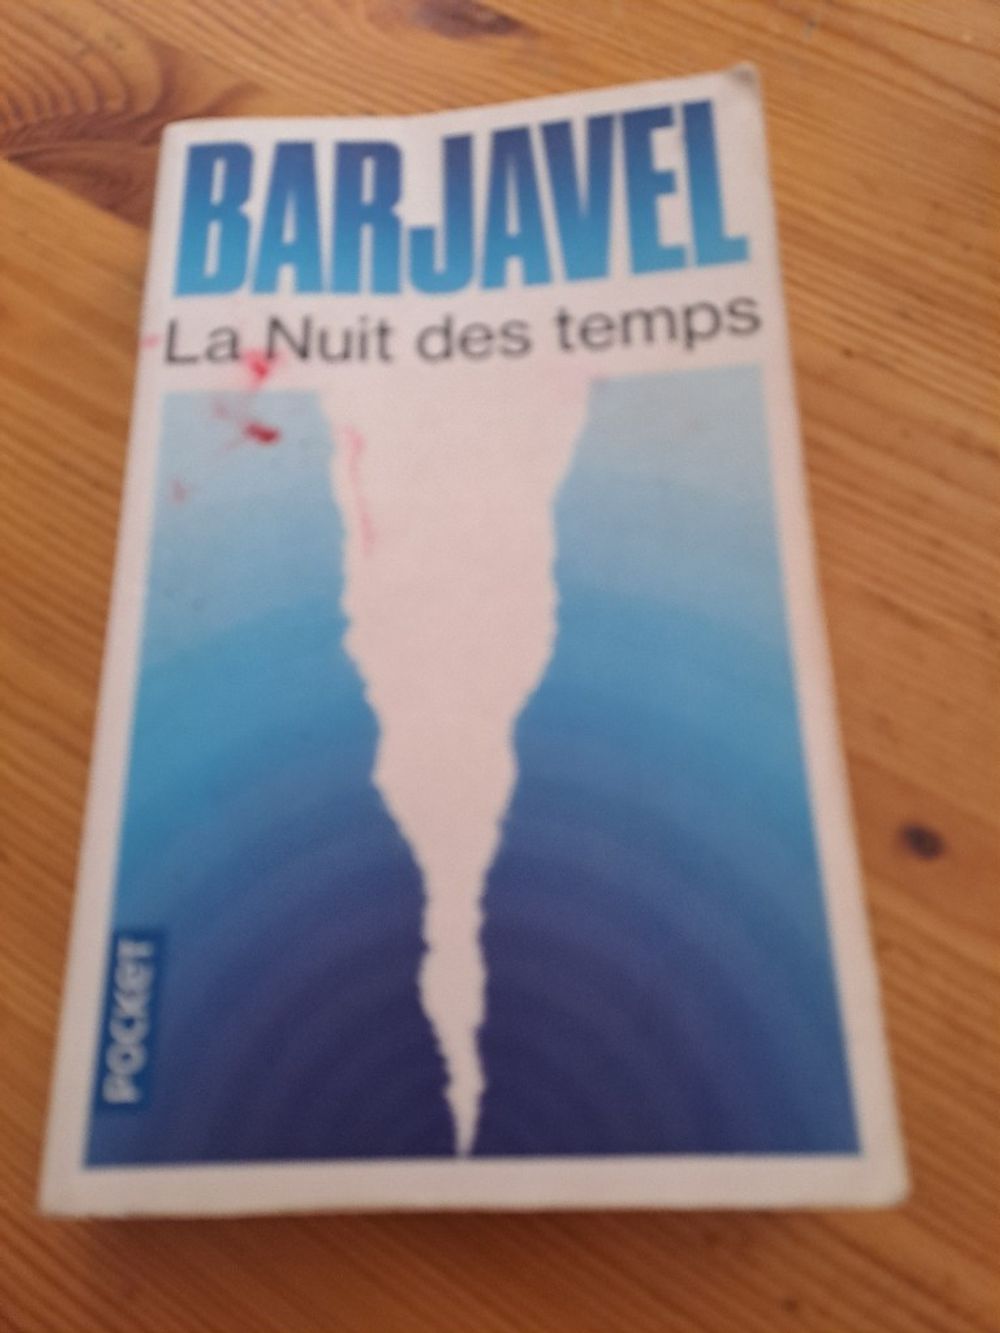 BARJAVEL
La Nuit des temps
POCKET